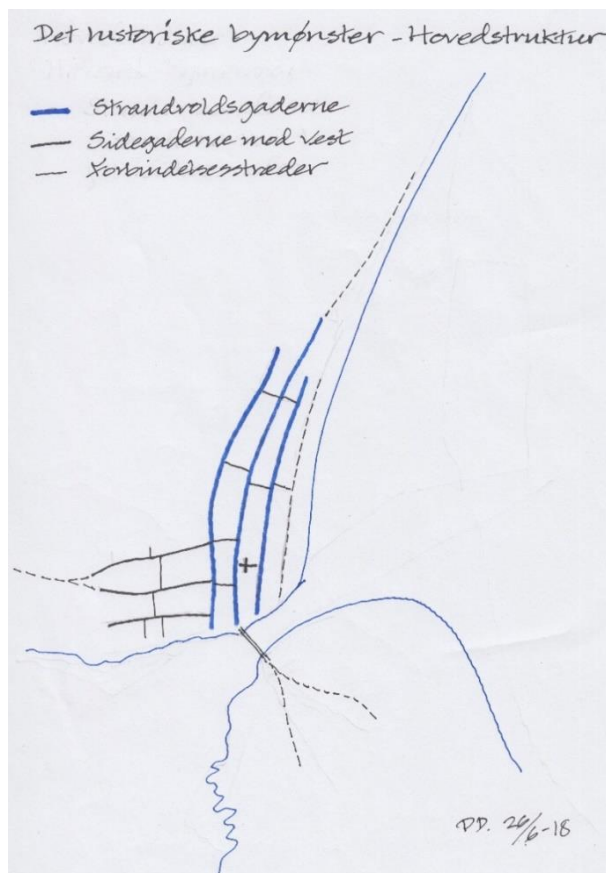 Det historiske bymønster - Hovedstruktur
Strandvoldsgaderne
Sidegaderne mod vest
Forbindelsesstræder
PD. 26/6-18